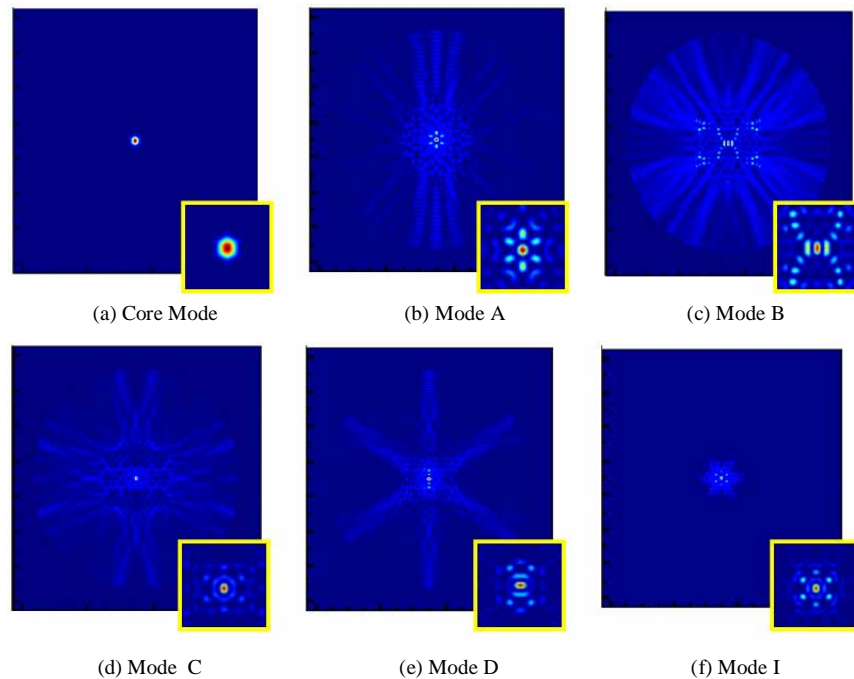 (a) Core Mode
(b) Mode A
(c) Mode B
(d) Mode C
(e) Mode D
(f) Mode I